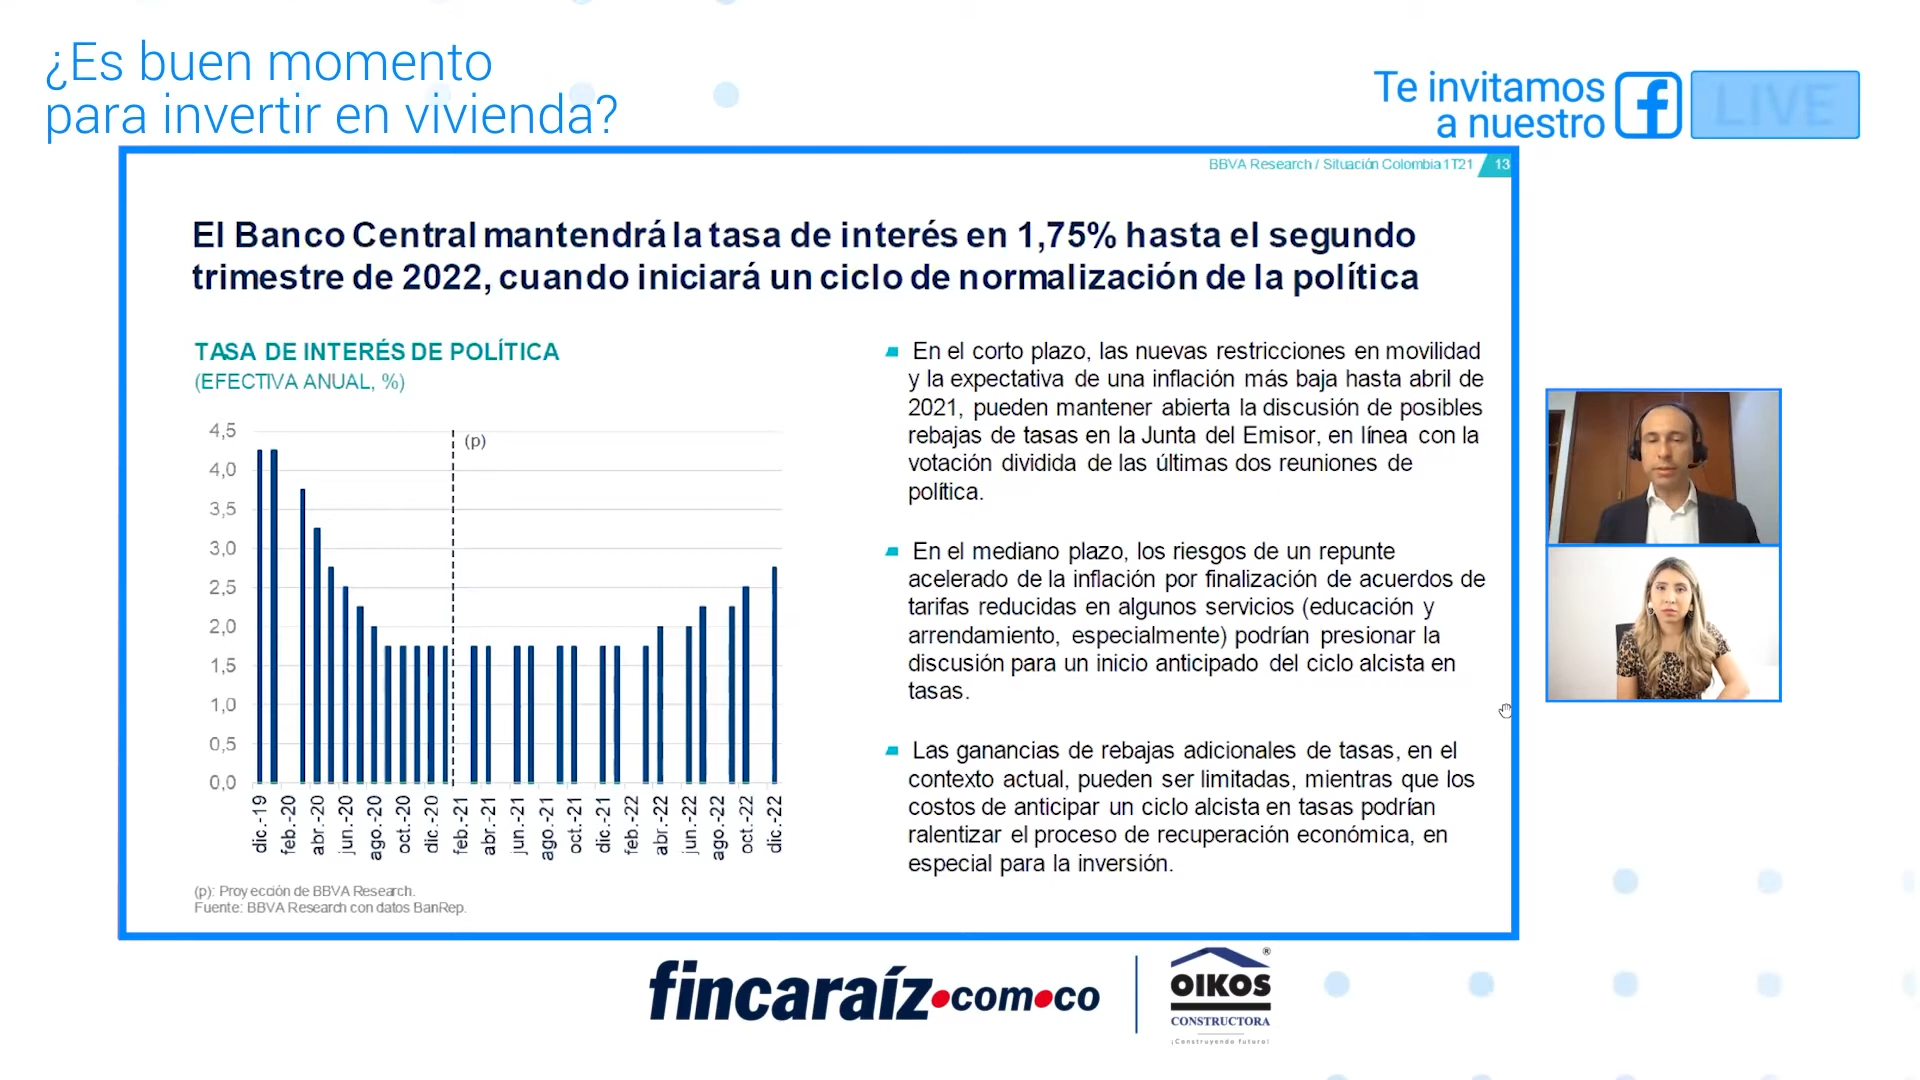 ¿Es buen momento
para invertir en vivienda?
Te invitamos
a nuestro
LIVE
BBVA Research / Situación Colombia 1T21 13
El Banco Central mantendrá la tasa de interés en 1,75% hasta el segundo
trimestre de 2022, cuando iniciará un ciclo de normalización de la política
TASA DE INTERÉS DE POLÍTICA
(EFECTIVA ANUAL, %)
4,5
4,0
3,5
3,0
2,5
2,0
1,5
1,0
0,5
0,0
(p)
dic.-19
feb.-20
abr.-20
jun.-20
ago.-20
oct.-20
dic.-20
feb.-21
abr.-21
jun.-21
ago.-21
oct.-21
dic.-21
feb.-22
abr.-22
jun.-22
ago.-22
oct.-22
dic.-22
(p): Proyección de BBVA Research.
Fuente: BBVA Research con datos BanRep.
En el corto plazo, las nuevas restricciones en movilidad
y la expectativa de una inflación más baja hasta abril de
2021, pueden mantener abierta la discusión de posibles
rebajas de tasas en la Junta del Emisor, en línea con la
votación dividida de las últimas dos reuniones de
política.
En el mediano plazo, los riesgos de un repunte
acelerado de la inflación por finalización de acuerdos de
tarifas reducidas en algunos servicios (educación y
arrendamiento, especialmente) podrían presionar la
discusión para un inicio anticipado del ciclo alcista en
tasas.
Las ganancias de rebajas adicionales de tasas, en el
contexto actual, pueden ser limitadas, mientras que los
costos de anticipar un ciclo alcista en tasas podrían
ralentizar el proceso de recuperación económica, en
especial para la inversión.
fincaraíz.com.co
OIKOS ®
CONSTRUCTORA
¡Construyendo futuro!